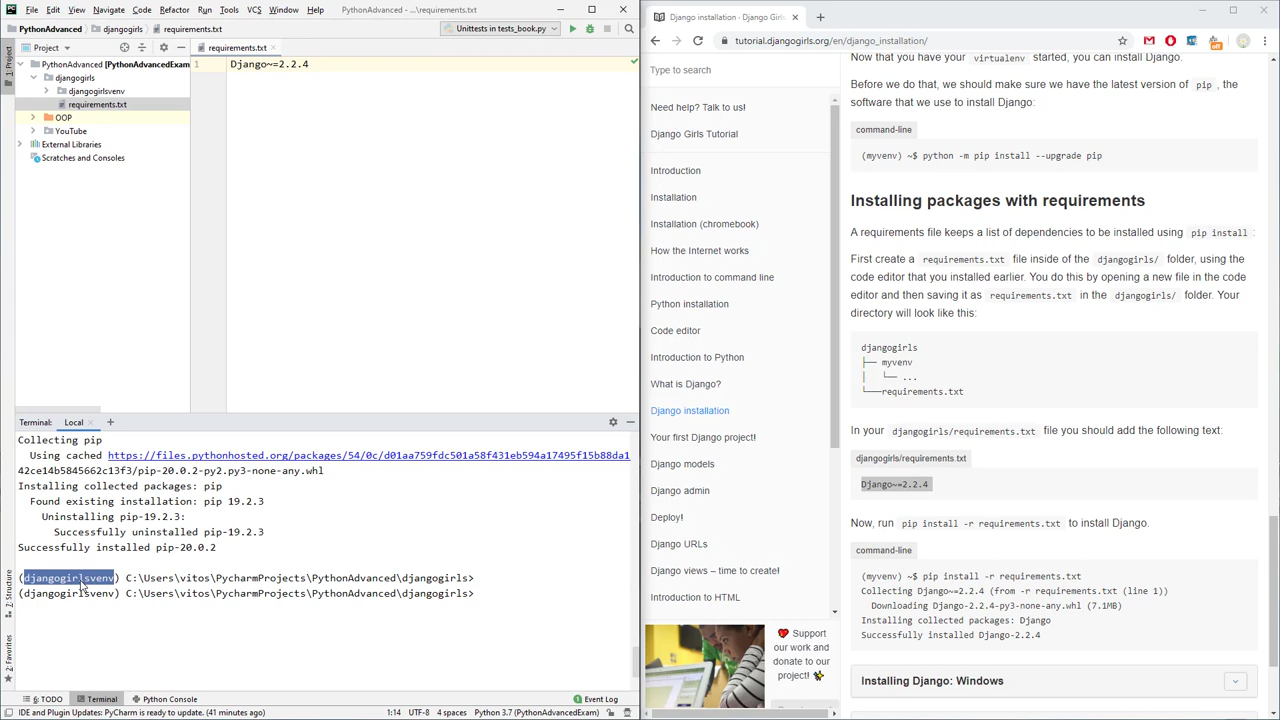 File Edit View Navigate Code Refactor Run Tools VCS Window Help PythonAdvanced - ...\requirements.txt
PythonAdvanced djangogirls requirements.txt
Unittests in tests_book.py
Project
requirements.txt
PythonAdvanced [PythonAdvancedExam
djangogirls
djangogirlsvenv
requirements.txt
OOP
YouTube
External Libraries
Scratches and Consoles
1 Django~=2.2.4
1: Project
7: Structure
2: Favorites
Terminal: Local
Collecting pip
Using cached https://files.pythonhosted.org/packages/54/0c/d01aa759fdc501a58f431eb594a17495f15b88da1
42ce14b5845662c13f3/pip-20.0.2-py2.py3-none-any.whl
Installing collected packages: pip
Found existing installation: pip 19.2.3
Uninstalling pip-19.2.3:
Successfully uninstalled pip-19.2.3
Successfully installed pip-20.0.2
(djangogirlsvenv) C:\Users\vitos\PycharmProjects\PythonAdvanced\djangogirls>
(djangogirlsvenv) C:\Users\vitos\PycharmProjects\PythonAdvanced\djangogirls>
6: TODO Terminal Python Console Event Log
IDE and Plugin Updates: PyCharm is ready to update. (41 minutes ago) 1:14 UTF-8 4 spaces Python 3.7 (PythonAdvancedExam)
Django installation · Django Girls
tutorial.djangogirls.org/en/django_installation/
off
Type to search
Need help? Talk to us!
Django Girls Tutorial
Introduction
Installation
Installation (chromebook)
How the Internet works
Introduction to command line
Python installation
Code editor
Introduction to Python
What is Django?
Django installation
Your first Django project!
Django models
Django admin
Deploy!
Django URLs
Django views – time to create!
Introduction to HTML
Support
our work and
donate to our
project!
Now that you have your virtualenv started, you can install Django.
Before we do that, we should make sure we have the latest version of pip , the
software that we use to install Django:
command-line
(myvenv) ~$ python -m pip install --upgrade pip
Installing packages with requirements
A requirements file keeps a list of dependencies to be installed using pip install :
First create a requirements.txt file inside of the djangogirls/ folder, using the
code editor that you installed earlier. You do this by opening a new file in the code
editor and then saving it as requirements.txt in the djangogirls/ folder. Your
directory will look like this:
djangogirls
├── myvenv
│ └── ...
└───requirements.txt
In your djangogirls/requirements.txt file you should add the following text:
djangogirls/requirements.txt
Django~=2.2.4
Now, run pip install -r requirements.txt to install Django.
command-line
(myvenv) ~$ pip install -r requirements.txt
Collecting Django~=2.2.4 (from -r requirements.txt (line 1))
Downloading Django-2.2.4-py3-none-any.whl (7.1MB)
Installing collected packages: Django
Successfully installed Django-2.2.4
Installing Django: Windows